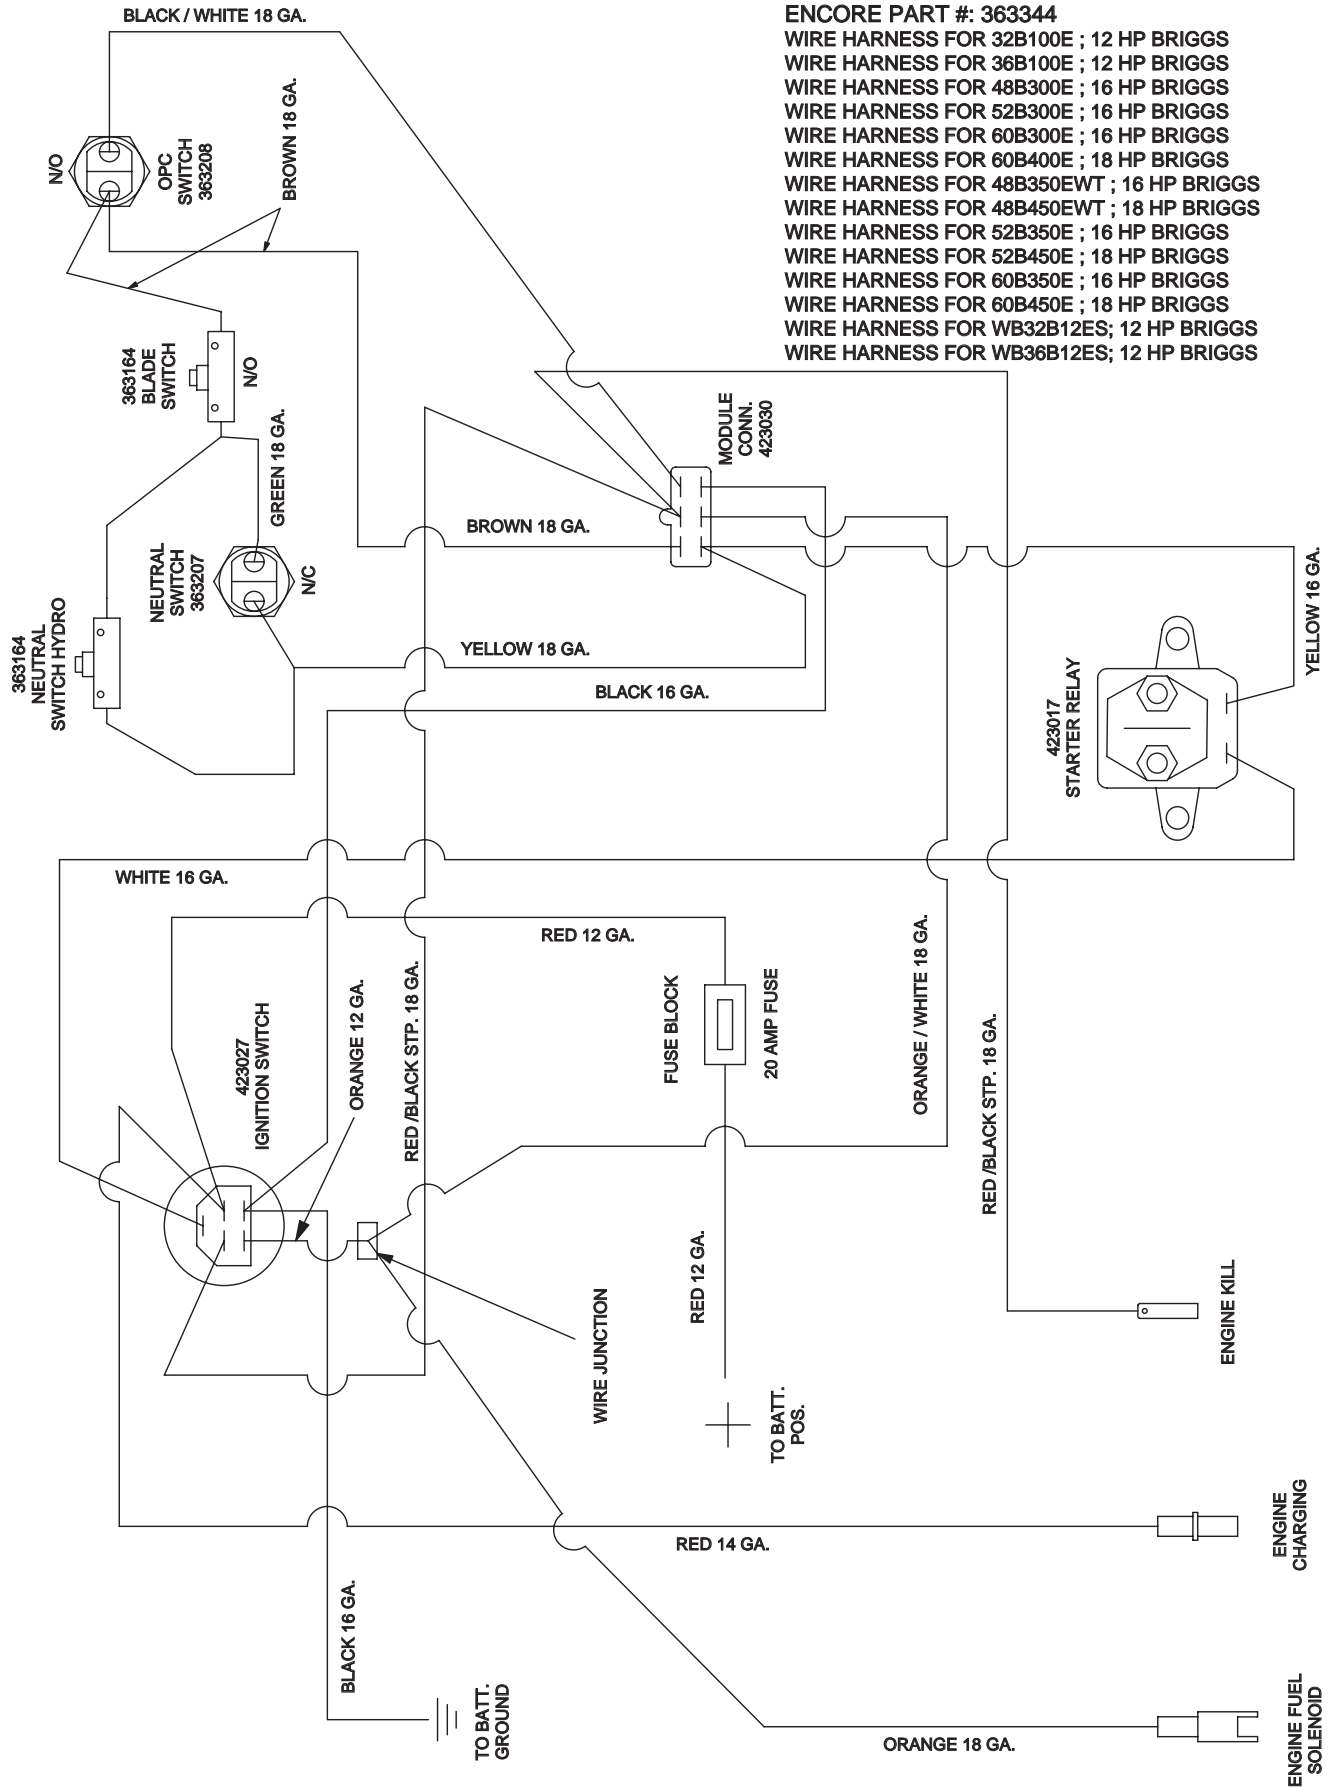 BLACK / WHITE 18 GA.
ENCORE PART #: 363344
WIRE HARNESS FOR 32B100E ; 12 HP BRIGGS
WIRE HARNESS FOR 36B100E ; 12 HP BRIGGS
WIRE HARNESS FOR 48B300E ; 16 HP BRIGGS
WIRE HARNESS FOR 52B300E ; 16 HP BRIGGS
WIRE HARNESS FOR 60B300E ; 16 HP BRIGGS
WIRE HARNESS FOR 60B400E ; 18 HP BRIGGS
WIRE HARNESS FOR 48B350EWT ; 16 HP BRIGGS
WIRE HARNESS FOR 48B450EWT ; 18 HP BRIGGS
WIRE HARNESS FOR 52B350E ; 16 HP BRIGGS
WIRE HARNESS FOR 52B450E ; 18 HP BRIGGS
WIRE HARNESS FOR 60B350E ; 16 HP BRIGGS
WIRE HARNESS FOR 60B450E ; 18 HP BRIGGS
WIRE HARNESS FOR WB32B12ES; 12 HP BRIGGS
WIRE HARNESS FOR WB36B12ES; 12 HP BRIGGS
N/O
OPC
SWITCH
363208
BROWN 18 GA.
363164
BLADE
SWITCH
N/O
GREEN 18 GA.
MODULE
CONN.
423030
BROWN 18 GA.
NEUTRAL
SWITCH
363207
N/C
363164
NEUTRAL
SWITCH HYDRO
YELLOW 18 GA.
BLACK 16 GA.
YELLOW 16 GA.
423017
STARTER RELAY
WHITE 16 GA.
RED 12 GA.
423027
IGNITION SWITCH
ORANGE 12 GA.
RED /BLACK STP. 18 GA.
FUSE BLOCK
20 AMP FUSE
ORANGE / WHITE 18 GA.
RED /BLACK STP. 18 GA.
RED 12 GA.
WIRE JUNCTION
ENGINE KILL
TO BATT.
POS.
RED 14 GA.
ENGINE
CHARGING
BLACK 16 GA.
TO BATT.
GROUND
ORANGE 18 GA.
ENGINE FUEL
SOLENOID